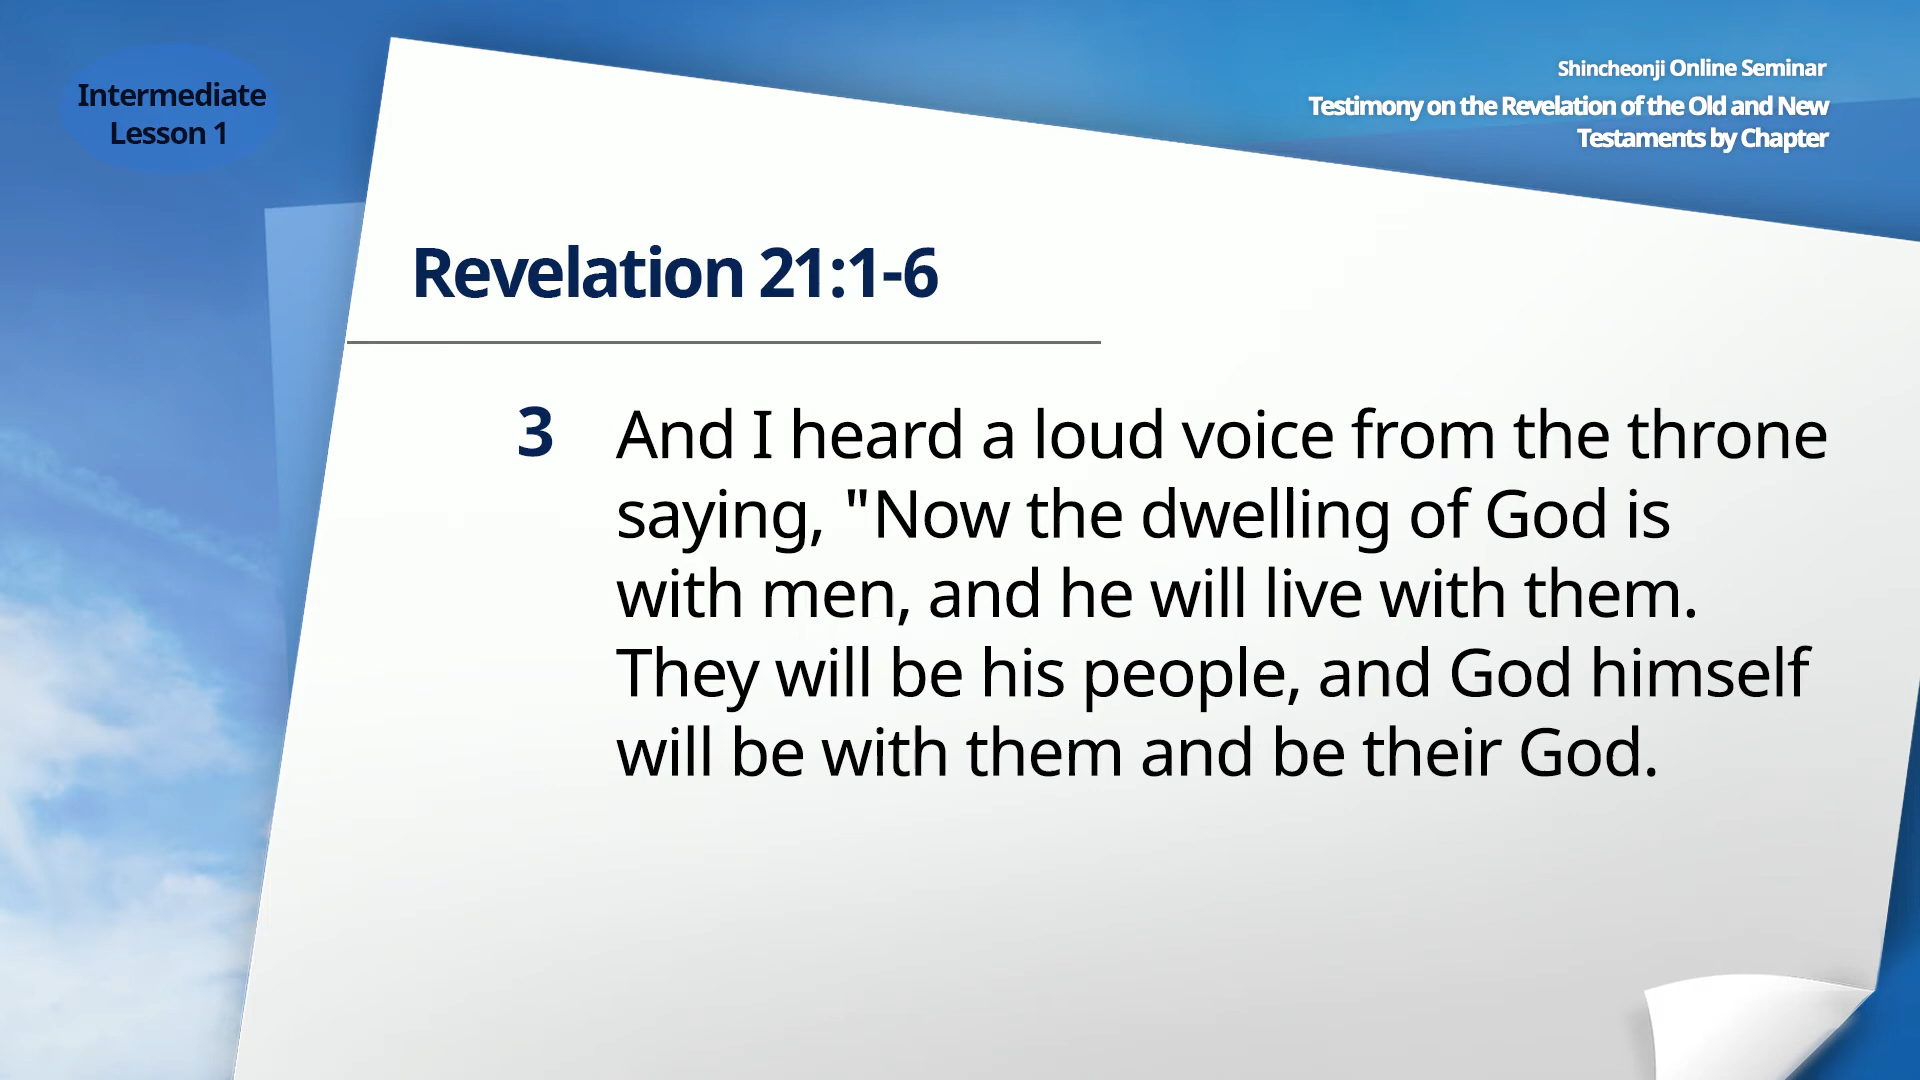 Intermediate
Lesson 1
Shincheonji Online Seminar
Testimony on the Revelation of the Old and New
Testaments by Chapter
Revelation 21:1-6
3 And I heard a loud voice from the throne
saying, "Now the dwelling of God is
with men, and he will live with them.
They will be his people, and God himself
will be with them and be their God.